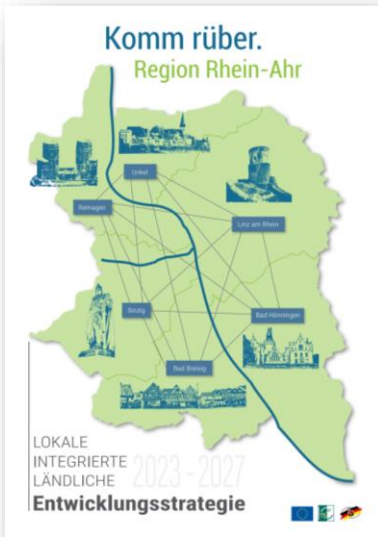 Komm rüber.
Region Rhein-Ahr
Unkel
Remagen
Linz am Rhein
Sinzig
Bad Hönningen
Bad Breisig
LOKALE
INTEGRIERTE
LÄNDLICHE 2023 - 2027
Entwicklungsstrategie